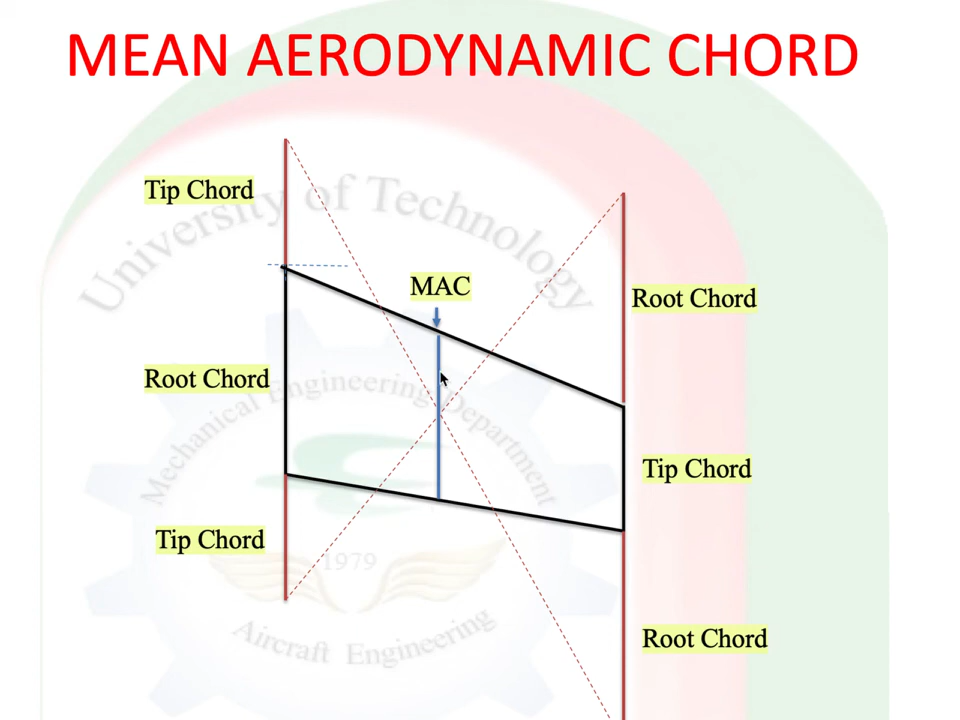 MEAN AERODYNAMIC CHORD
Tip Chord
University of Technology
MAC
Root Chord
Root Chord
Mechanical Engineering Department
Tip Chord
Tip Chord
1979
Aircraft Engineering
Root Chord